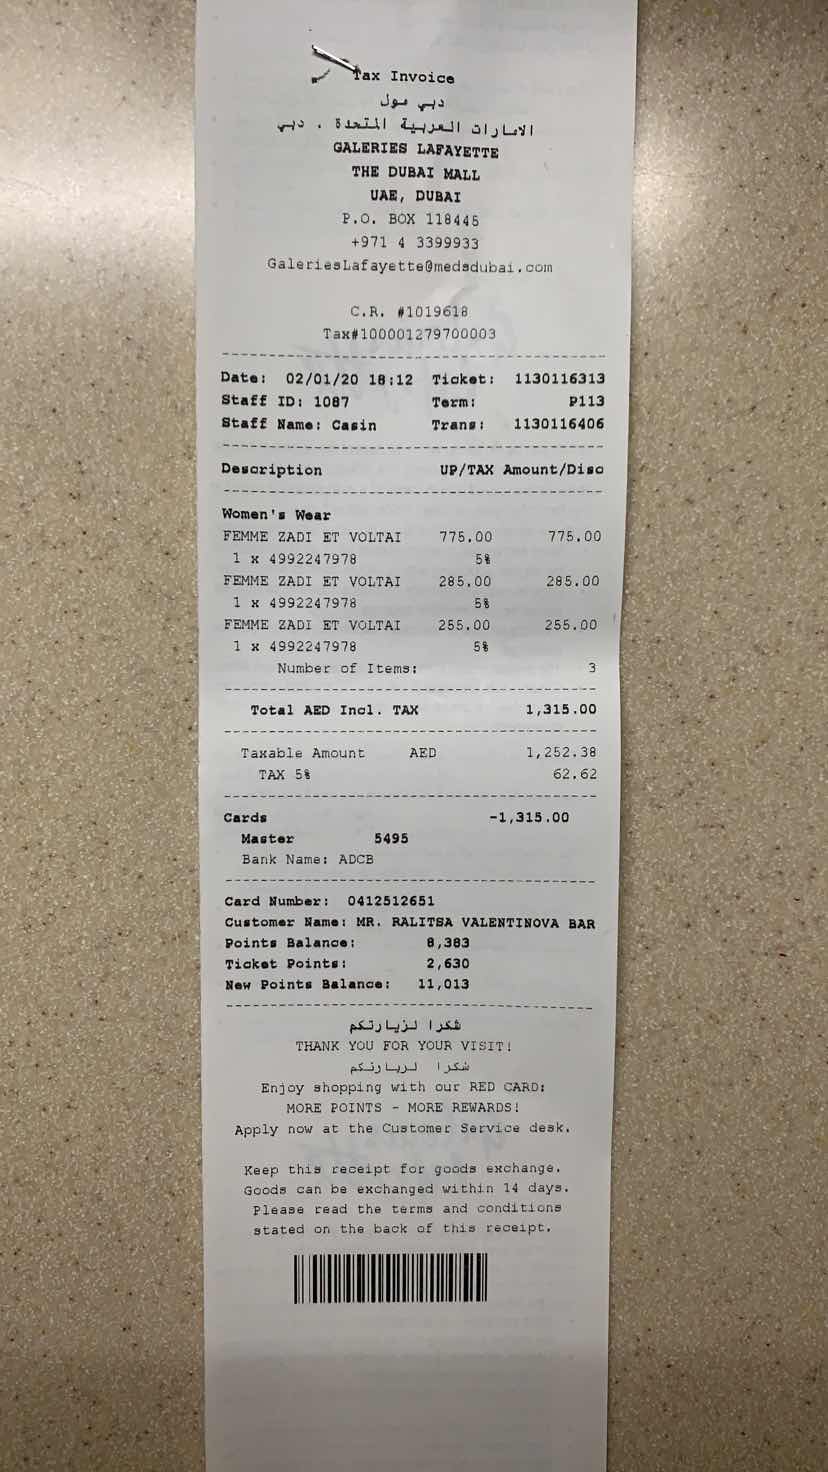 Tax Invoice
دبي مول
الامارات العربية المتحدة ، دبي
GALERIES LAFAYETTE
THE DUBAI MALL
UAE, DUBAI
P.O. BOX 118445
+971 4 3399933
GaleriesLafayette@medsdubai.com
C.R. #1019618
Tax#100001279700003
Date: 02/01/20 18:12 Ticket: 1130116313
Staff ID: 1087 Term: P113
Staff Name: Casin Trans: 1130116406
Description UP/TAX Amount/Disc
Women's Wear
FEMME ZADI ET VOLTAI 775.00 775.00
1 x 4992247978 5%
FEMME ZADI ET VOLTAI 285.00 285.00
1 x 4992247978 5%
FEMME ZADI ET VOLTAI 255.00 255.00
1 x 4992247978 5%
Number of Items: 3
Total AED Incl. TAX 1,315.00
Taxable Amount AED 1,252.38
TAX 5% 62.62
Cards -1,315.00
Master 5495
Bank Name: ADCB
Card Number: 0412512651
Customer Name: MR. RALITSA VALENTINOVA BAR
Points Balance: 8,383
Ticket Points: 2,630
New Points Balance: 11,013
شكرا لزيارتكم
THANK YOU FOR YOUR VISIT!
شكرا لزيارتكم
Enjoy shopping with our RED CARD:
MORE POINTS - MORE REWARDS!
Apply now at the Customer Service desk.
Keep this receipt for goods exchange.
Goods can be exchanged within 14 days.
Please read the terms and conditions
stated on the back of this receipt.